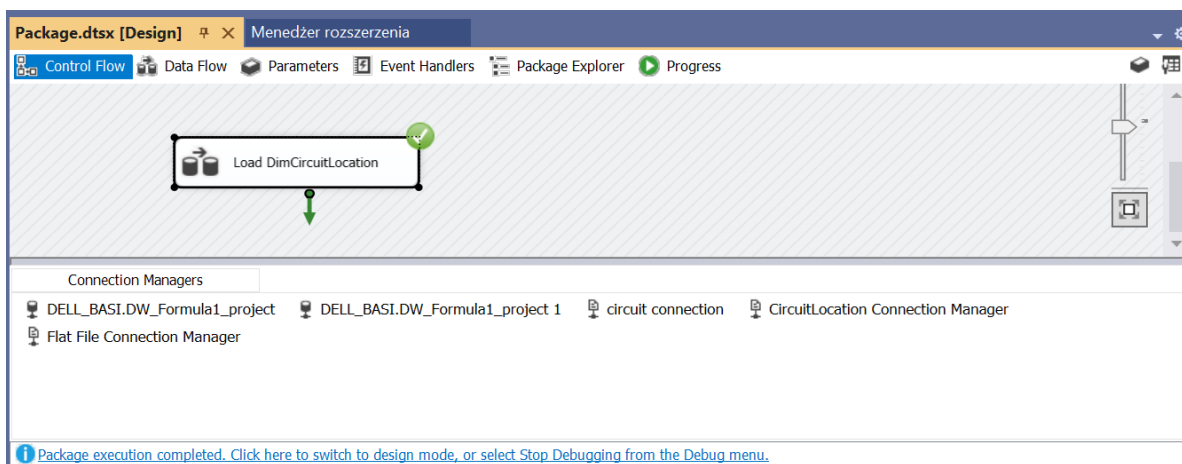 Package.dtsx [Design] Menedżer rozszerzenia
Control Flow Data Flow Parameters Event Handlers Package Explorer Progress
Load DimCircuitLocation
Connection Managers
DELL_BASI.DW_Formula1_project DELL_BASI.DW_Formula1_project 1 circuit connection CircuitLocation Connection Manager
Flat File Connection Manager
Package execution completed. Click here to switch to design mode, or select Stop Debugging from the Debug menu.